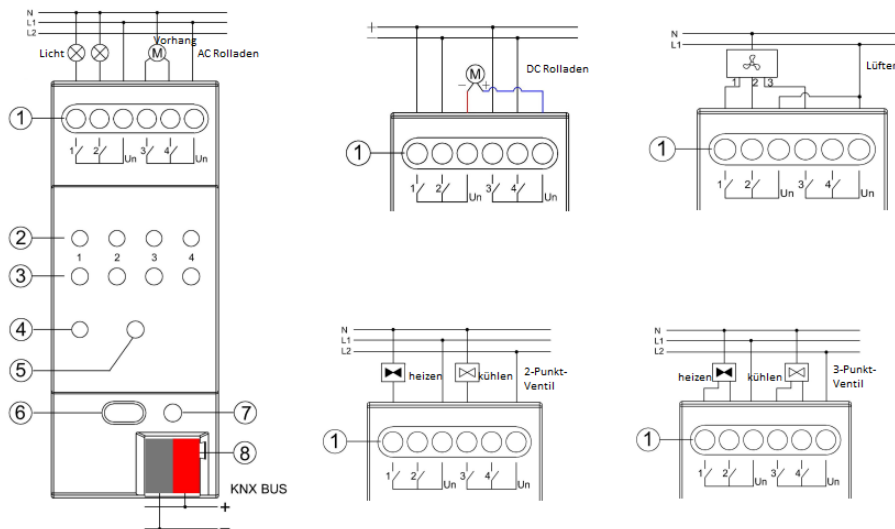 N
L1
L2
Licht
Vorhang
M
AC Rolladen
1
1 2 Un 3 4 Un
2
1 2 3 4
3
4
5
6
7
8
KNX BUS
+
−
+
−
M
− +
DC Rolladen
1
1 2 Un 3 4 Un
N
L1
Lüfter
1 2 3
1
1 2 Un 3 4 Un
N
L1
L2
heizen
kühlen
2-Punkt-
Ventil
1
1 2 Un 3 4 Un
N
L1
L2
heizen
kühlen
3-Punkt-
Ventil
1
1 2 Un 3 4 Un